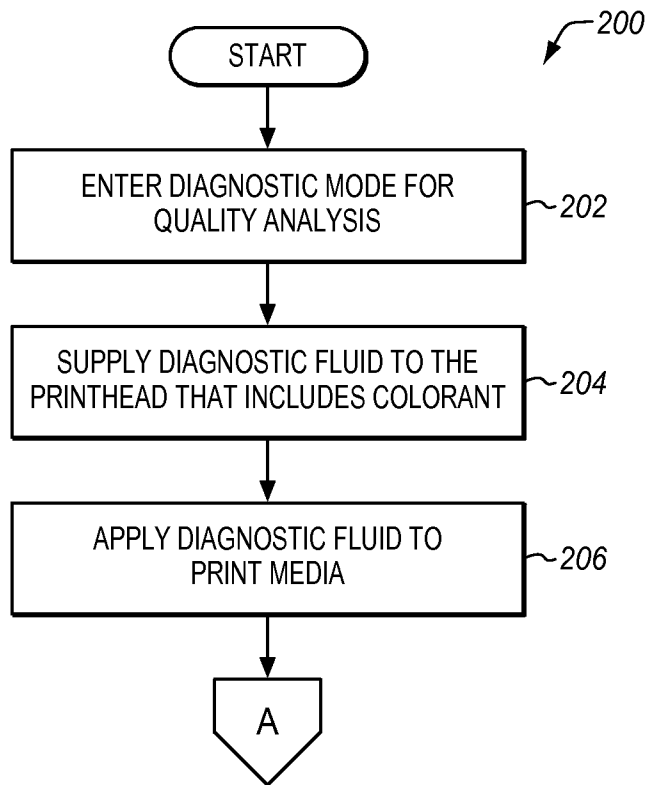 200
START
ENTER DIAGNOSTIC MODE FOR
QUALITY ANALYSIS
202
SUPPLY DIAGNOSTIC FLUID TO THE
PRINTHEAD THAT INCLUDES COLORANT
204
APPLY DIAGNOSTIC FLUID TO
PRINT MEDIA
206
A